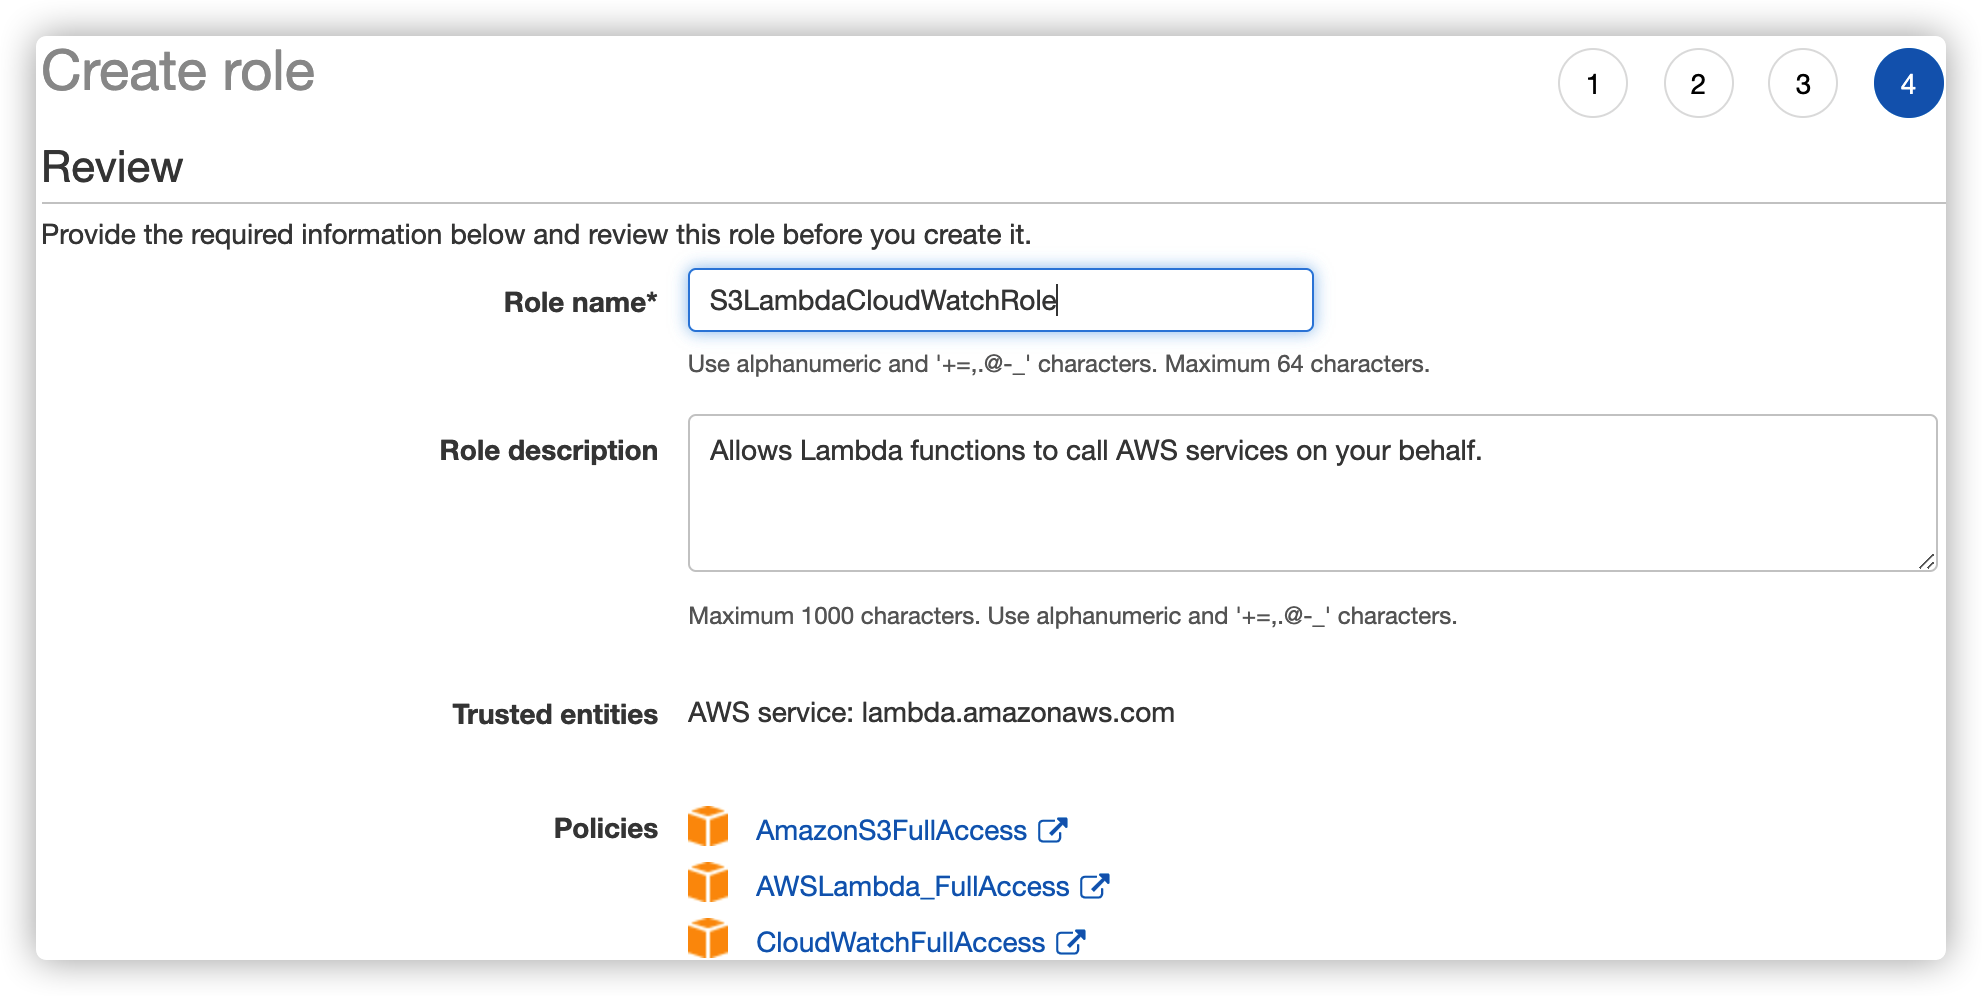 Create role
1 2 3 4
Review
Provide the required information below and review this role before you create it.
Role name* S3LambdaCloudWatchRole
Use alphanumeric and '+=,.@-_' characters. Maximum 64 characters.
Role description Allows Lambda functions to call AWS services on your behalf.
Maximum 1000 characters. Use alphanumeric and '+=,.@-_' characters.
Trusted entities AWS service: lambda.amazonaws.com
Policies AmazonS3FullAccess
AWSLambda_FullAccess
CloudWatchFullAccess